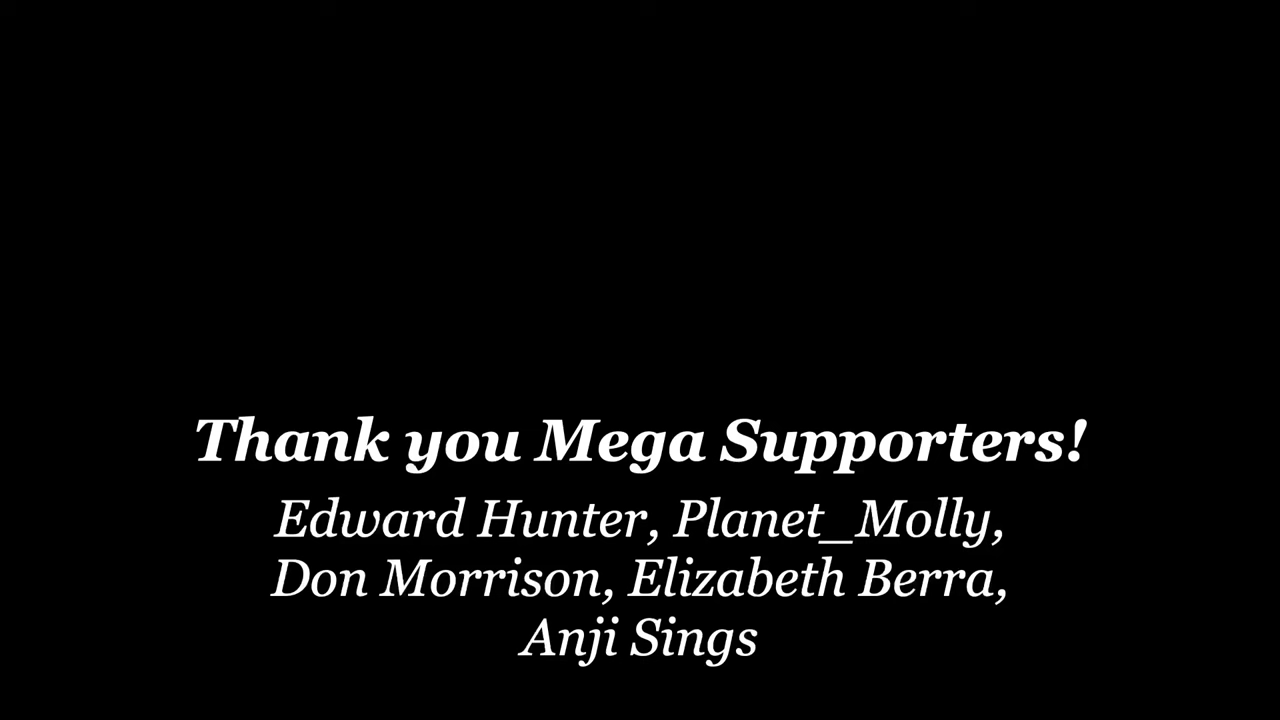 Thank you Mega Supporters!
Edward Hunter, Planet_Molly,
Don Morrison, Elizabeth Berra,
Anji Sings